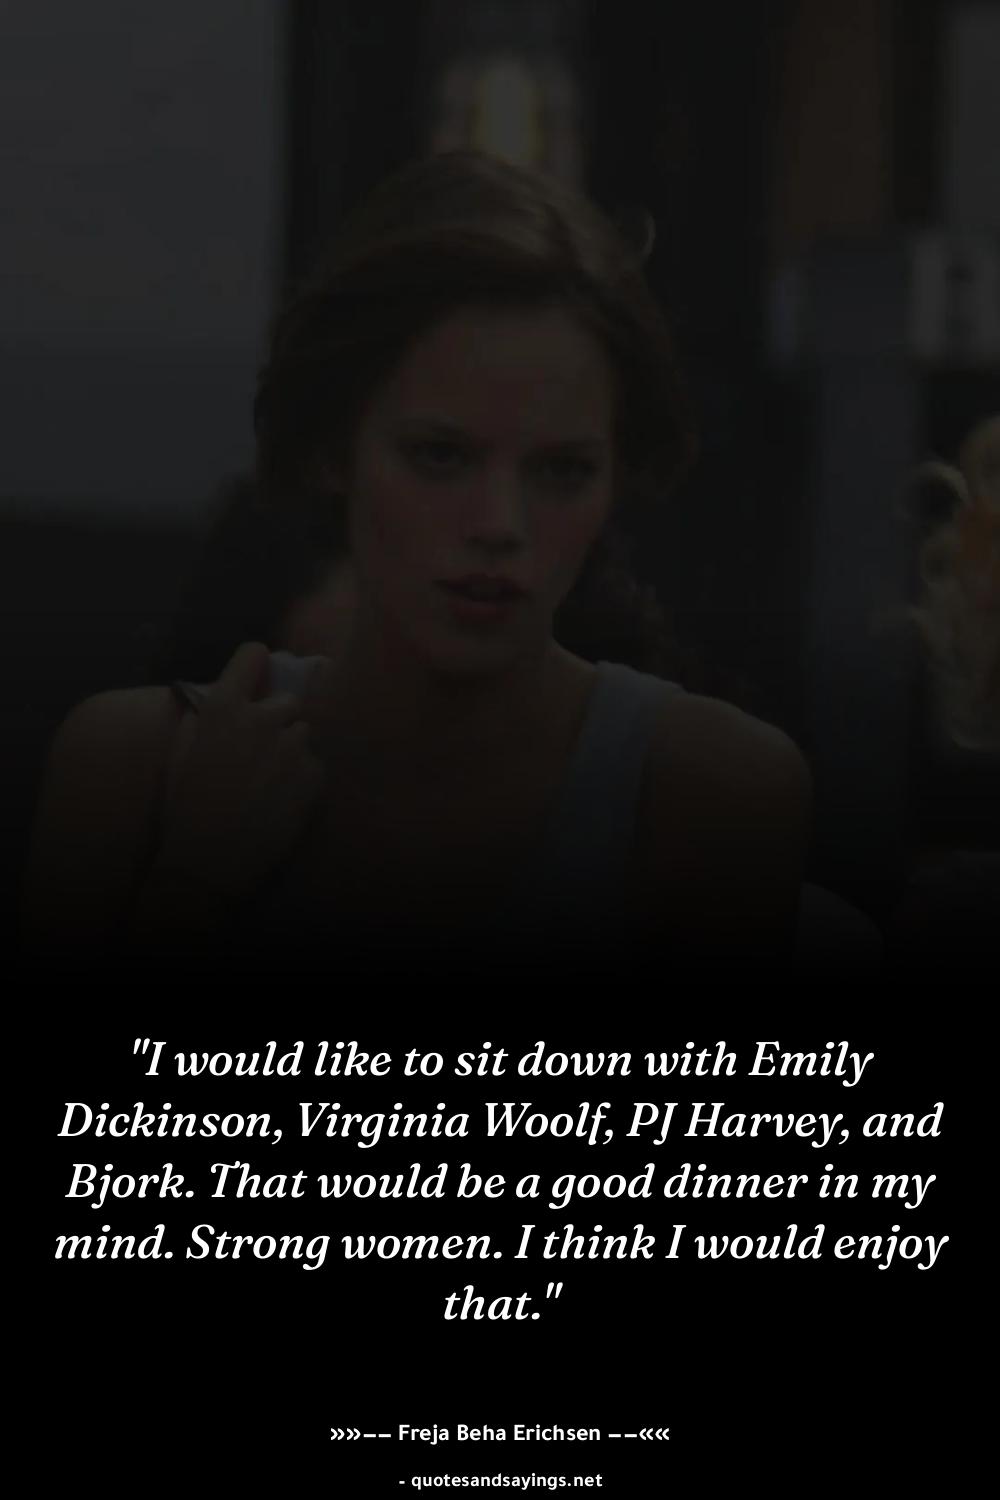 "I would like to sit down with Emily
Dickinson, Virginia Woolf, PJ Harvey, and
Bjork. That would be a good dinner in my
mind. Strong women. I think I would enjoy
that."
»»−− Freja Beha Erichsen −−««
- quotesandsayings.net